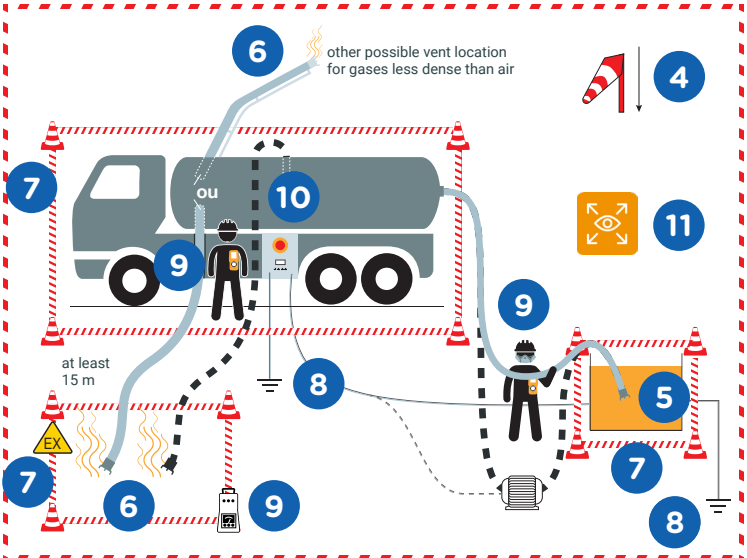 6
other possible vent location
for gases less dense than air
4
7
ou
10
11
9
9
at least
15 m
8
5
EX
7
6
9
7
8